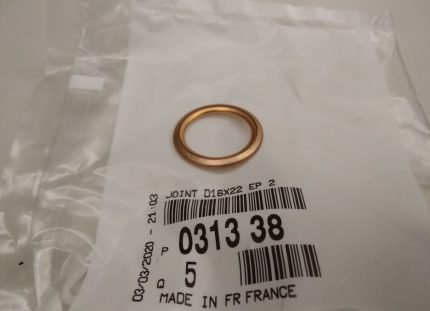 JOINT D16X22 EP 2
P 0313 38
Q 5
MADE IN FR FRANCE
03/03/2020 - 21:03